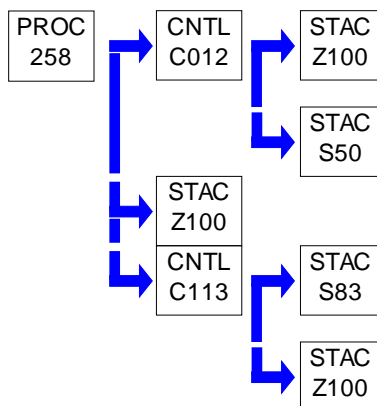 PROC
258
CNTL
C012
STAC
Z100
STAC
S50
STAC
Z100
CNTL
C113
STAC
S83
STAC
Z100